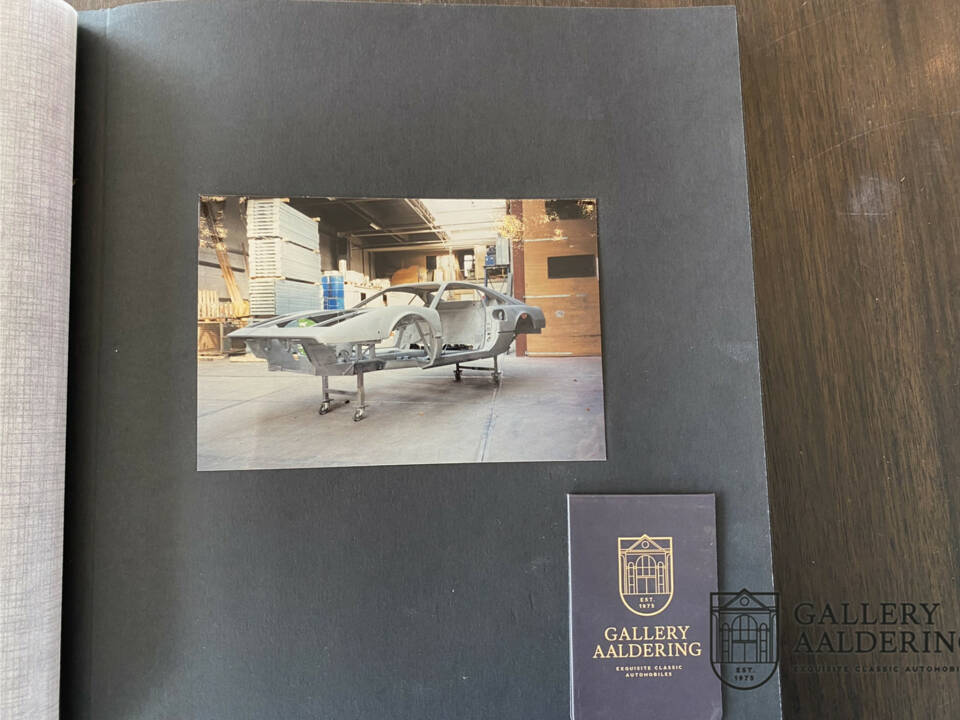 EST.
1975
GALLERY
AALDERING
EXQUISITE CLASSIC
AUTOMOBILES
EST.
1975
GALLERY
AALDERING
EXQUISITE CLASSIC AUTOMOBI